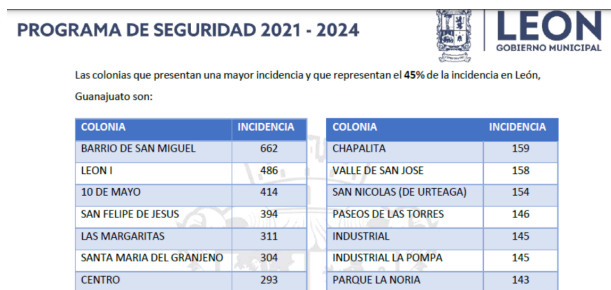 PROGRAMA DE SEGURIDAD 2021 - 2024
LEON
GOBIERNO MUNICIPAL
Las colonias que presentan una mayor incidencia y que representan el 45% de la incidencia en León,
Guanajuato son:
COLONIA INCIDENCIA COLONIA INCIDENCIA
BARRIO DE SAN MIGUEL 662 CHAPALITA 159
LEON I 486 VALLE DE SAN JOSE 158
10 DE MAYO 414 SAN NICOLAS (DE URTEAGA) 154
SAN FELIPE DE JESUS 394 PASEOS DE LAS TORRES 146
LAS MARGARITAS 311 INDUSTRIAL 145
SANTA MARIA DEL GRANJENO 304 INDUSTRIAL LA POMPA 145
CENTRO 293 PARQUE LA NORIA 143